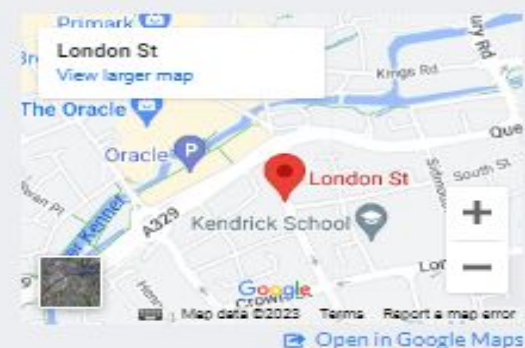 Primark
London St
View larger map
Kings Rd
The Oracle
Oracle
P
London St
South St
A329
Kendrick School
+
−
Google
Map data ©2023 Terms Report a map error
Open in Google Maps